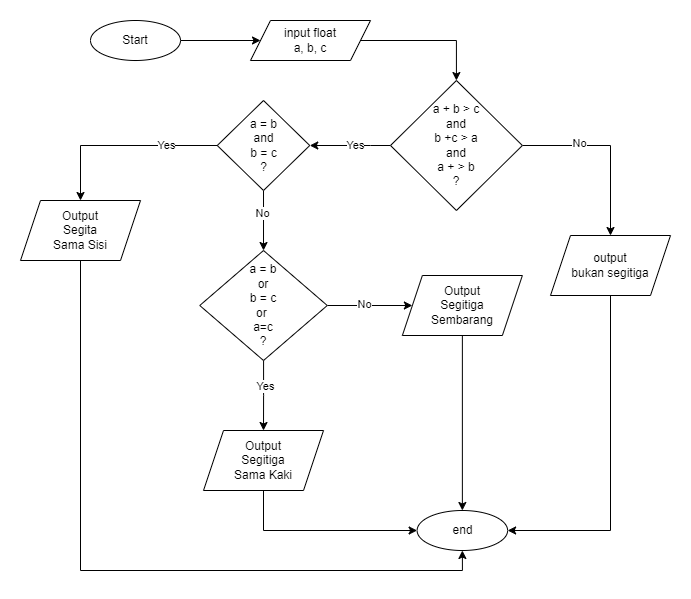 Start
input float
a, b, c
a + b > c
and
b +c > a
and
a + > b
?
Yes
No
a = b
and
b = c
?
Yes
No
Output
Segita
Sama Sisi
output
bukan segitiga
a = b
or
b = c
or
a=c
?
No
Yes
Output
Segitiga
Sembarang
Output
Segitiga
Sama Kaki
end